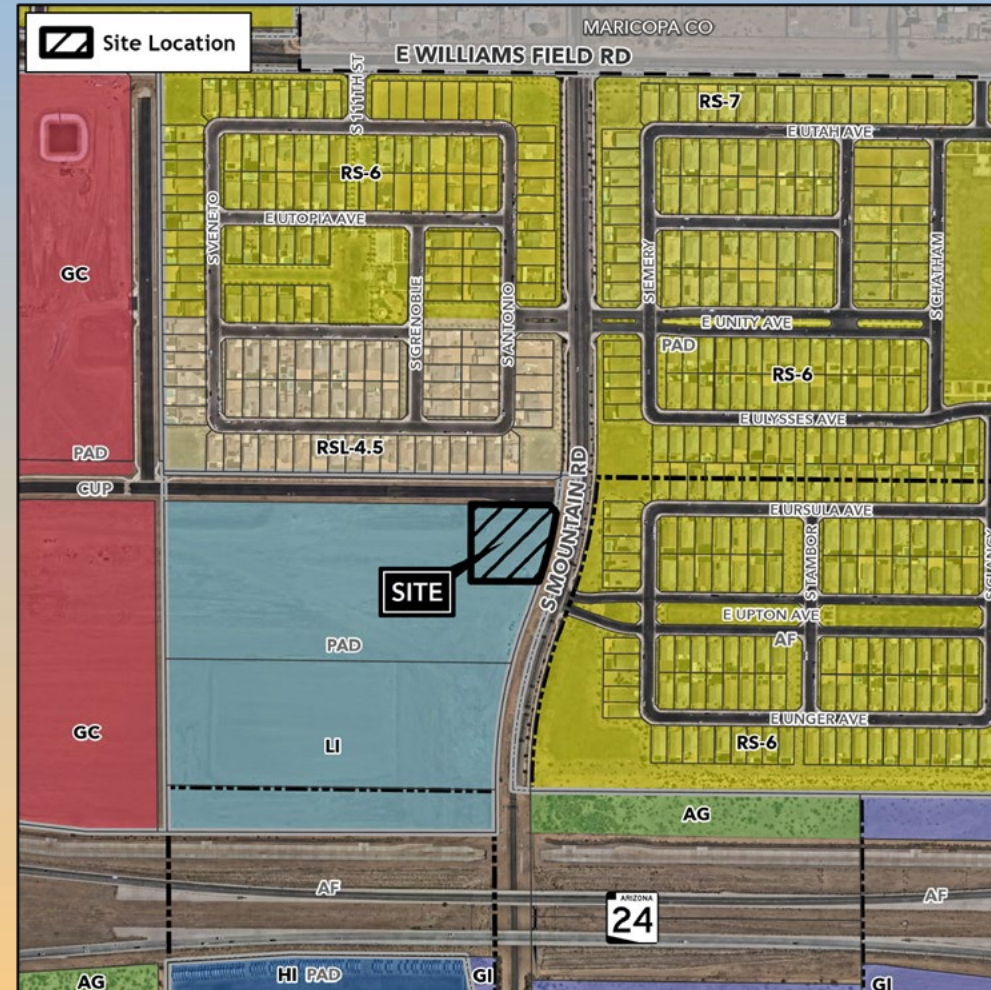 Site Location
MARICOPA CO
E WILLIAMS FIELD RD
S 111TH ST
RS-7
E UTAH AVE
RS-6
S VENETO
E UTOPIA AVE
S EMERY
S CHATHAM
GC
S GRENOBLE
S ANTONIO
E UNITY AVE
PAD
RS-6
E ULYSSES AVE
RSL-4.5
PAD
CUP
S MOUNTAIN RD
E URSULA AVE
S TAMBOR
SITE
E UPTON AVE
AF
PAD
GC
LI
E UNGER AVE
RS-6
AG
AF
AF
ARIZONA
24
AG
HI PAD
GI
GI